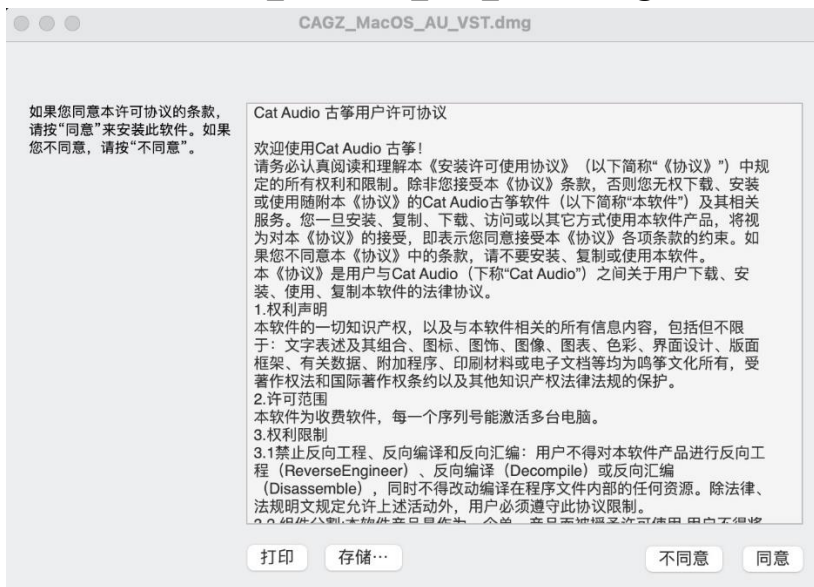 CAGZ_MacOS_AU_VST.dmg
如果您同意本许可协议的条款，
请按“同意”来安装此软件。如果
您不同意，请按“不同意”。
Cat Audio 古筝用户许可协议
欢迎使用Cat Audio 古筝！
请务必认真阅读和理解本《安装许可使用协议》（以下简称“《协议》”）中规
定的所有权利和限制。除非您接受本《协议》条款，否则您无权下载、安装
或使用随附本《协议》的Cat Audio古筝软件（以下简称“本软件”）及其相关
服务。您一旦安装、复制、下载、访问或以其它方式使用本软件产品，将视
为对本《协议》的接受，即表示您同意接受本《协议》各项条款的约束。如
果您不同意本《协议》中的条款，请不要安装、复制或使用本软件。
本《协议》是用户与Cat Audio（下称“Cat Audio”）之间关于用户下载、安
装、使用、复制本软件的法律协议。
1.权利声明
本软件的一切知识产权，以及与本软件相关的所有信息内容，包括但不限
于：文字表述及其组合、图标、图饰、图像、图表、色彩、界面设计、版面
框架、有关数据、附加程序、印刷材料或电子文档等均为鸣筝文化所有，受
著作权法和国际著作权条约以及其他知识产权法律法规的保护。
2.许可范围
本软件为收费软件，每一个序列号能激活多台电脑。
3.权利限制
3.1禁止反向工程、反向编译和反向汇编：用户不得对本软件产品进行反向工
程（ReverseEngineer）、反向编译（Decompile）或反向汇编
（Disassemble），同时不得改动编译在程序文件内部的任何资源。除法律、
法规明文规定允许上述活动外，用户必须遵守此协议限制。
打印
存储…
不同意
同意